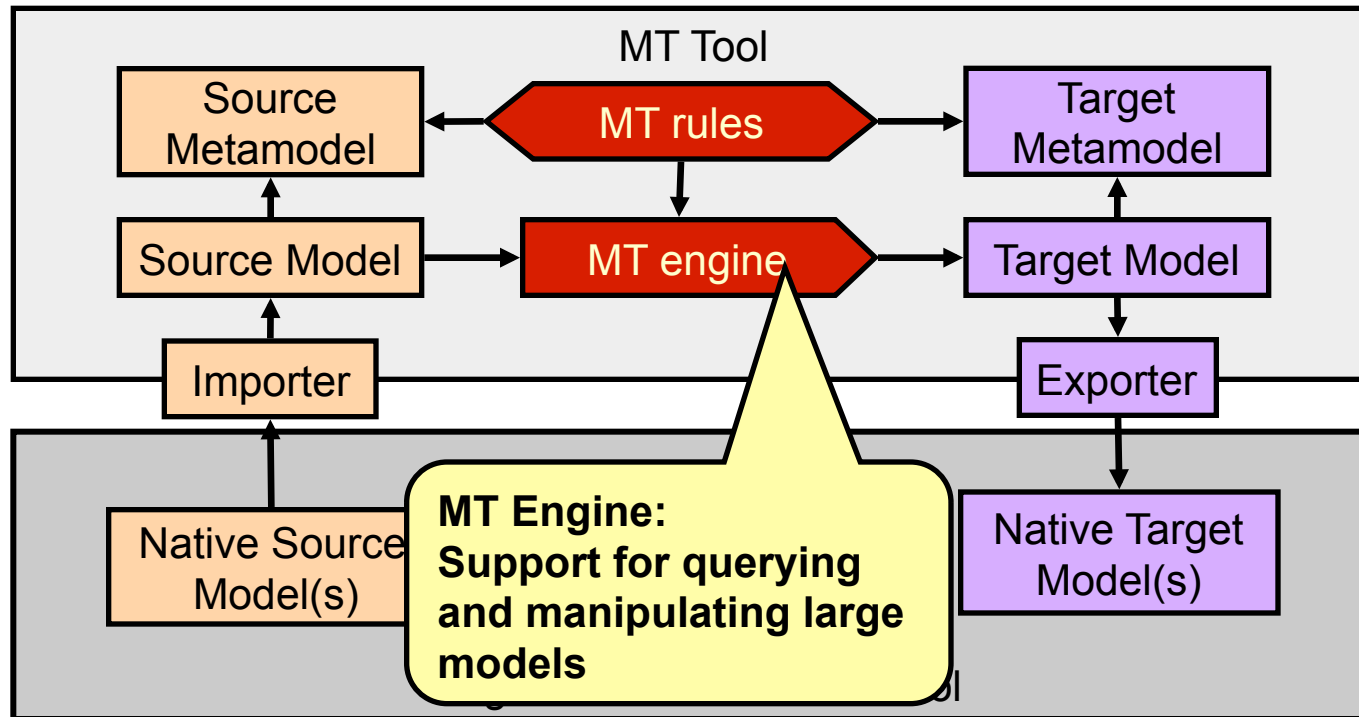 MT Tool
Source
Metamodel
MT rules
Target
Metamodel
Source Model
MT engine
Target Model
Importer
Exporter
Native Source
Model(s)
MT Engine:
Support for querying
and manipulating large
models
Native Target
Model(s)